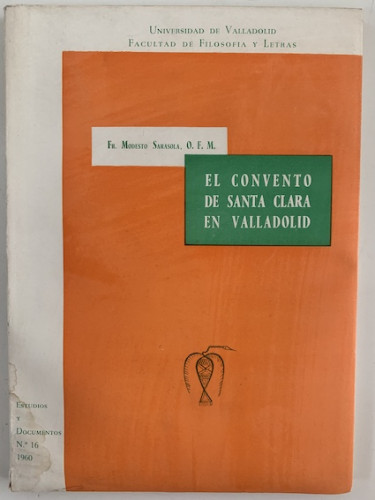 Universidad de Valladolid
Facultad de Filosofía y Letras
Fr. Modesto Sarasola, O. F. M.
EL CONVENTO
DE SANTA CLARA
EN VALLADOLID
Estudios
y
Documentos
N.º 16
1960